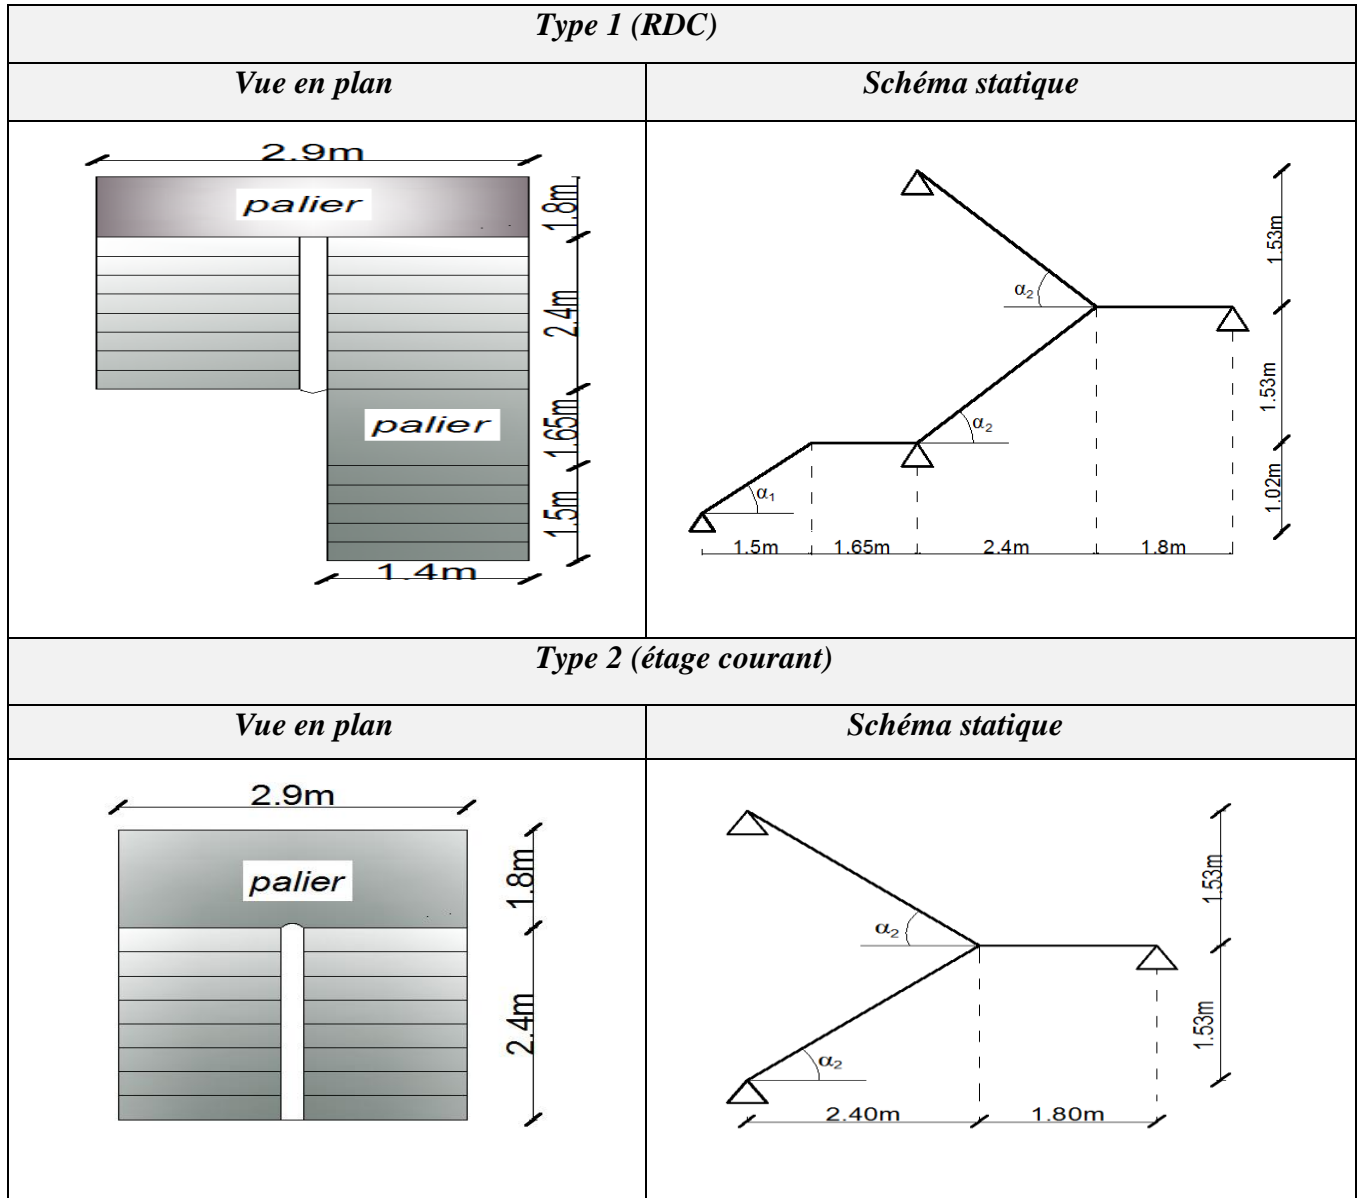 Type 1 (RDC)
Vue en plan
Schéma statique
2.9m
palier
1.8m
2.4m
palier
1.65m
1.5m
1.4m
1.53m
α2
1.53m
α2
α1
1.02m
1.5m
1.65m
2.4m
1.8m
Type 2 (étage courant)
Vue en plan
Schéma statique
2.9m
palier
1.8m
2.4m
1.53m
α2
1.53m
α2
2.40m
1.80m